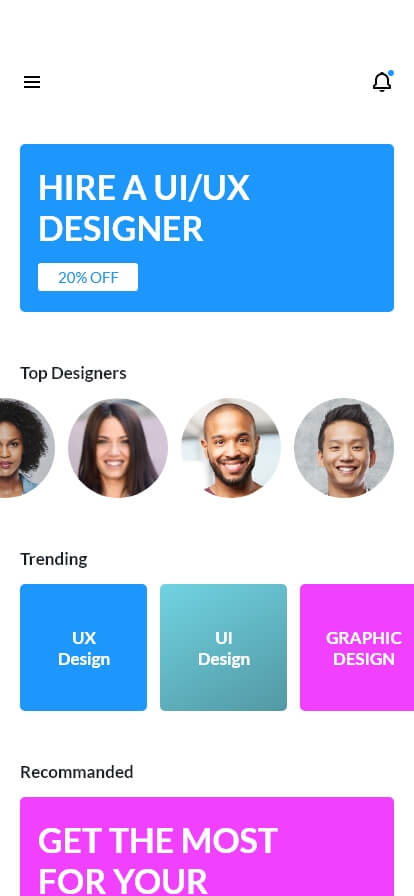 HIRE A UI/UX
DESIGNER
20% OFF
Top Designers
Trending
UX
Design
UI
Design
GRAPHIC
DESIGN
Recommanded
GET THE MOST
FOR YOUR